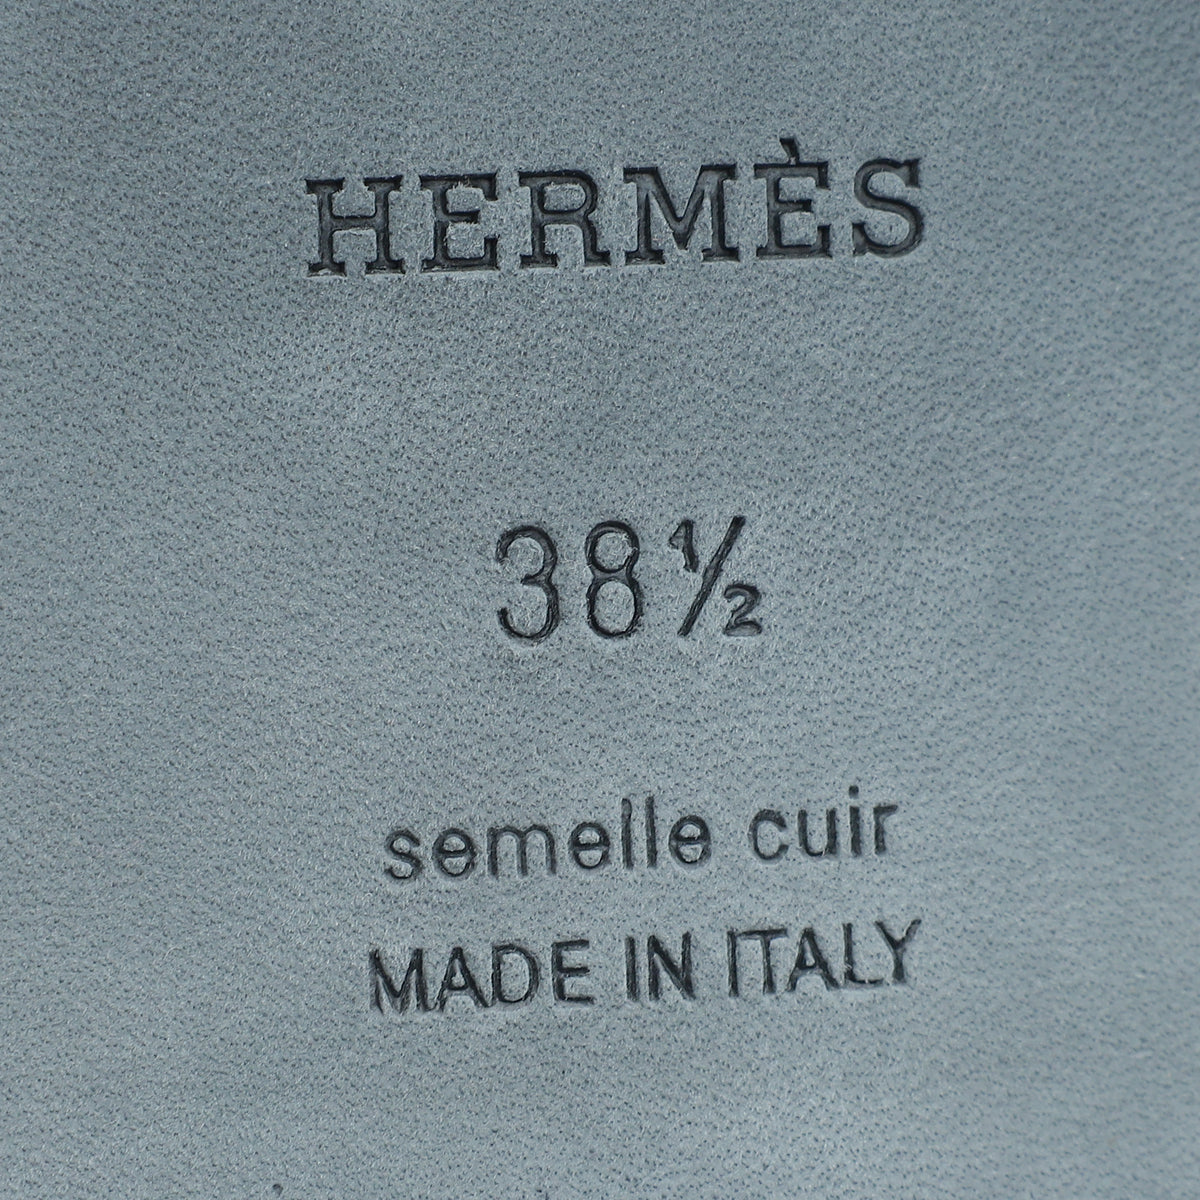 HERMÈS
38½
semelle cuir
MADE IN ITALY